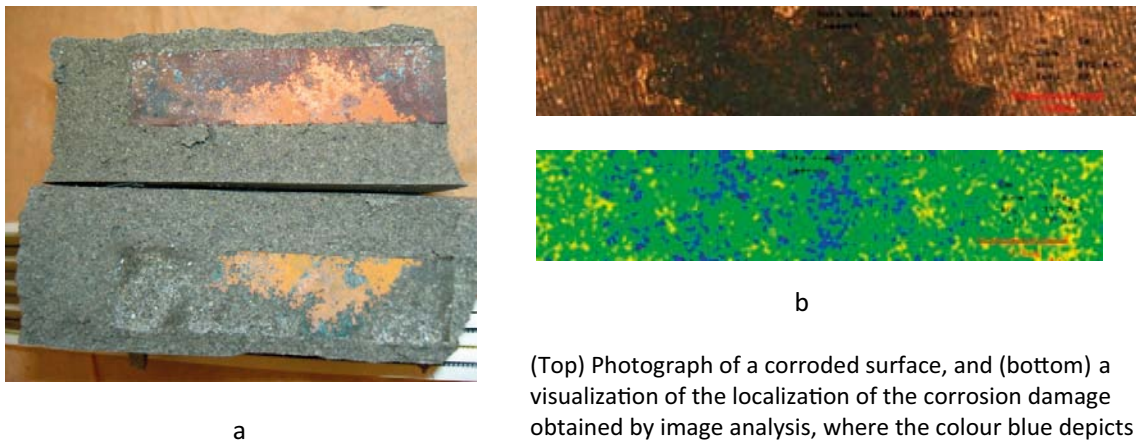 a
b
(Top) Photograph of a corroded surface, and (bottom) a
visualization of the localization of the corrosion damage
obtained by image analysis, where the colour blue depicts